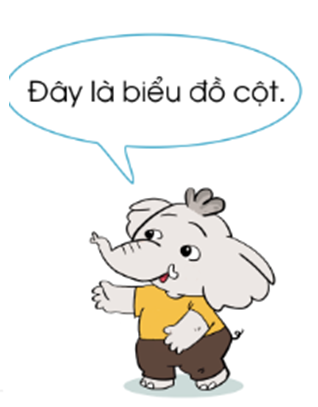 Đây là biểu đồ cột.